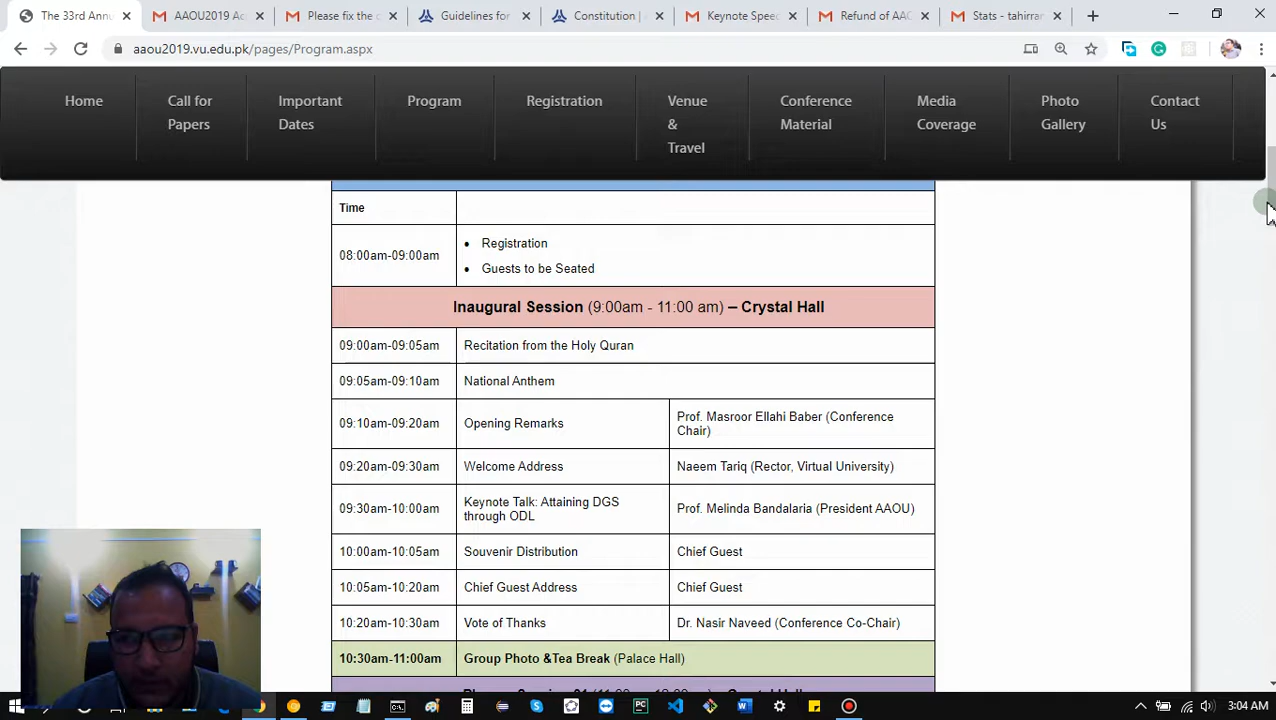 The 33rd Ann
AAOU2019 Ac
Please fix the c
Guidelines for
Constitution |
Keynote Speec
Refund of AAC
Stats - tahirran
aaou2019.vu.edu.pk/pages/Program.aspx
Home
Call for
Papers
Important
Dates
Program
Registration
Venue
&
Travel
Conference
Material
Media
Coverage
Photo
Gallery
Contact
Us
Time
08:00am-09:00am
• Registration
• Guests to be Seated
Inaugural Session (9:00am - 11:00 am) – Crystal Hall
09:00am-09:05am Recitation from the Holy Quran
09:05am-09:10am National Anthem
09:10am-09:20am Opening Remarks Prof. Masroor Ellahi Baber (Conference
Chair)
09:20am-09:30am Welcome Address Naeem Tariq (Rector, Virtual University)
09:30am-10:00am Keynote Talk: Attaining DGS
through ODL Prof. Melinda Bandalaria (President AAOU)
10:00am-10:05am Souvenir Distribution Chief Guest
10:05am-10:20am Chief Guest Address Chief Guest
10:20am-10:30am Vote of Thanks Dr. Nasir Naveed (Conference Co-Chair)
10:30am-11:00am Group Photo &Tea Break (Palace Hall)
3:04 AM